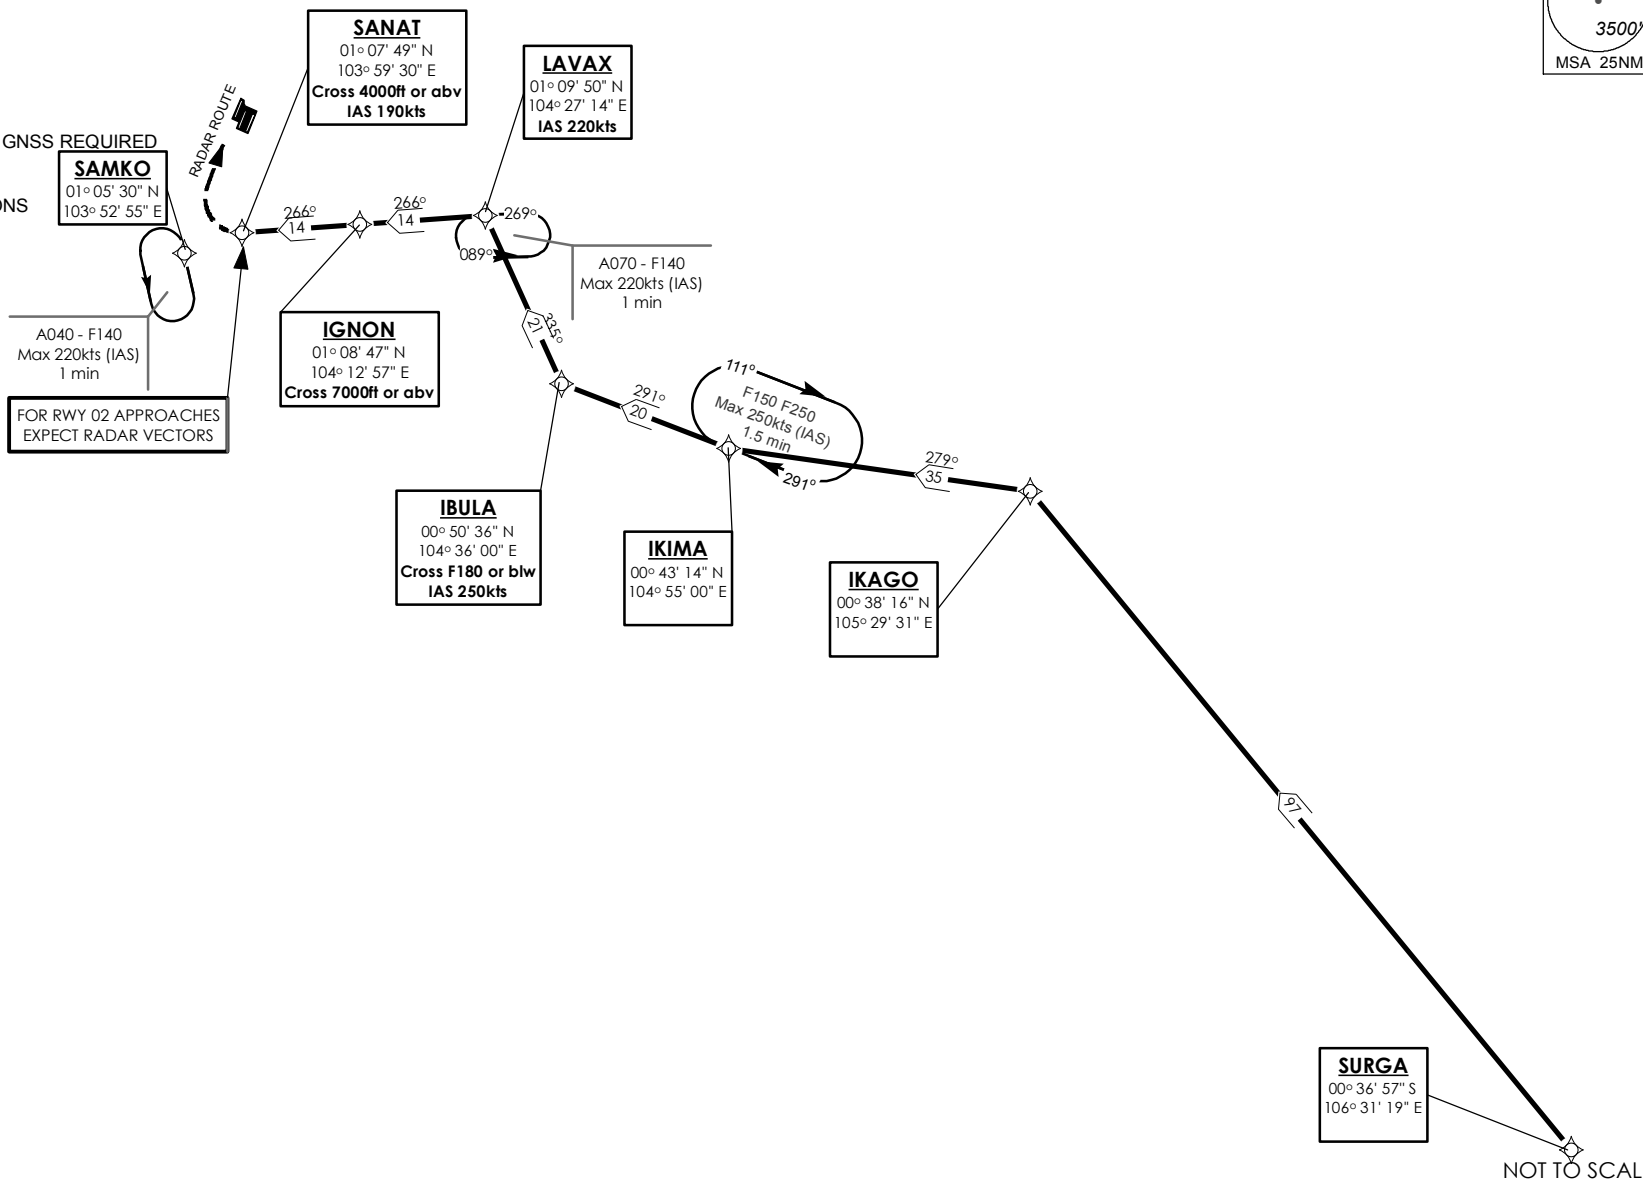 3500'
MSA 25NM
SANAT
01° 07' 49" N
103° 59' 30" E
Cross 4000ft or abv
IAS 190kts
LAVAX
01° 09' 50" N
104° 27' 14" E
IAS 220kts
RADAR ROUTE
GNSS REQUIRED
SAMKO
01° 05' 30" N
103° 52' 55" E
ONS
266°
14
266°
14
269°
089°
A070 - F140
Max 220kts (IAS)
1 min
A040 - F140
Max 220kts (IAS)
1 min
IGNON
01° 08' 47" N
104° 12' 57" E
Cross 7000ft or abv
335°
21
FOR RWY 02 APPROACHES
EXPECT RADAR VECTORS
291°
20
111°
F150 F250
Max 250kts (IAS)
1.5 min
291°
279°
35
IBULA
00° 50' 36" N
104° 36' 00" E
Cross F180 or blw
IAS 250kts
IKIMA
00° 43' 14" N
104° 55' 00" E
IKAGO
00° 38' 16" N
105° 29' 31" E
97
SURGA
00° 36' 57" S
106° 31' 19" E
NOT TO SCAL